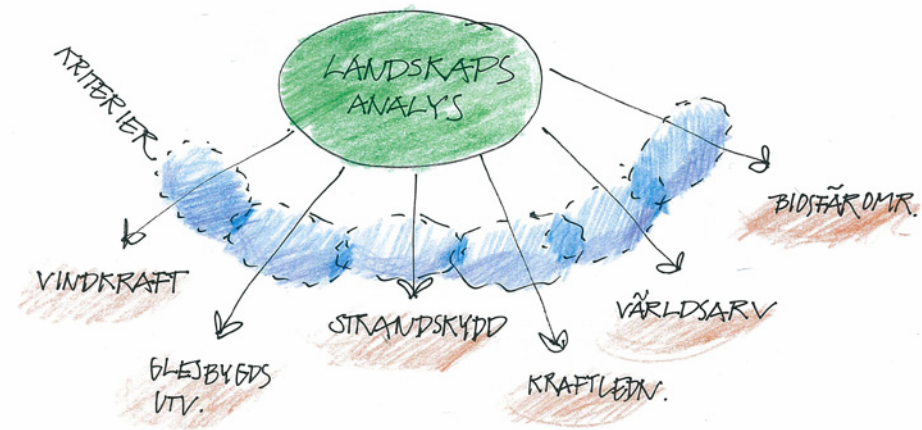 KRITERIER
LANDSKAPS
ANALYS
VINDKRAFT
GLESBYGDS
UTV.
STRANDSKYDD
KRAFTLEDN.
VÄRLDSARV
BIOSFÄROMR.